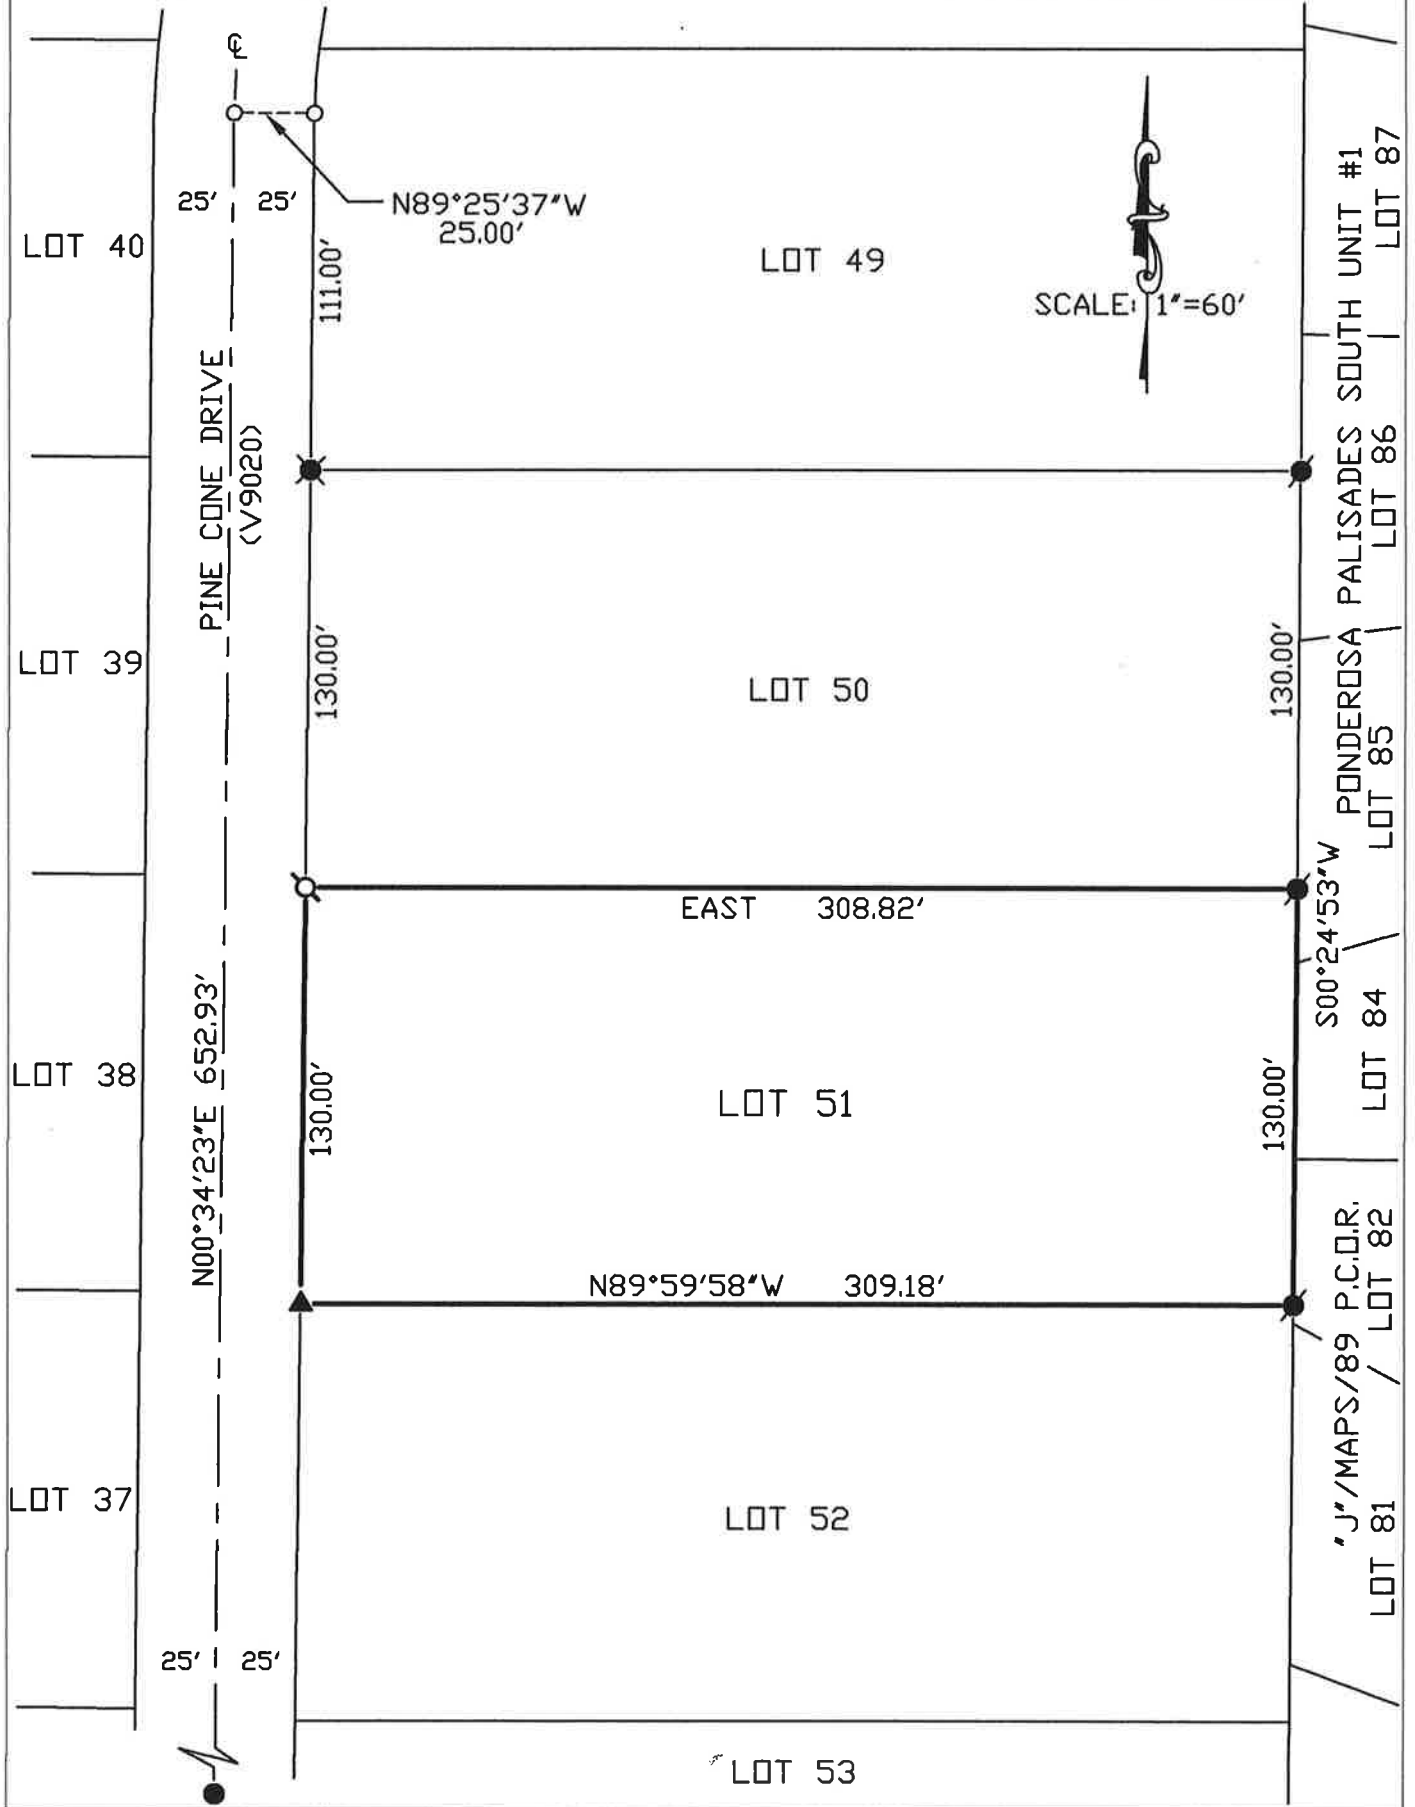 ℄
25' 25'
N89°25'37"W
25.00'
LOT 40
111.00'
LOT 49
SCALE: 1"=60'
LOT 87
PONDEROSA PALISADES SOUTH UNIT #1
PINE CONE DRIVE
(V9020)
LOT 86
LOT 39
130.00'
LOT 50
130.00'
LOT 85
EAST 308.82'
S00°24'53"W
N00°34'23"E 652.93'
LOT 38
130.00'
LOT 51
130.00'
LOT 84
N89°59'58"W 309.18'
"J"/MAPS/89 P.C.O.R.
LOT 82
LOT 37
LOT 52
LOT 81
25' 25'
LOT 53